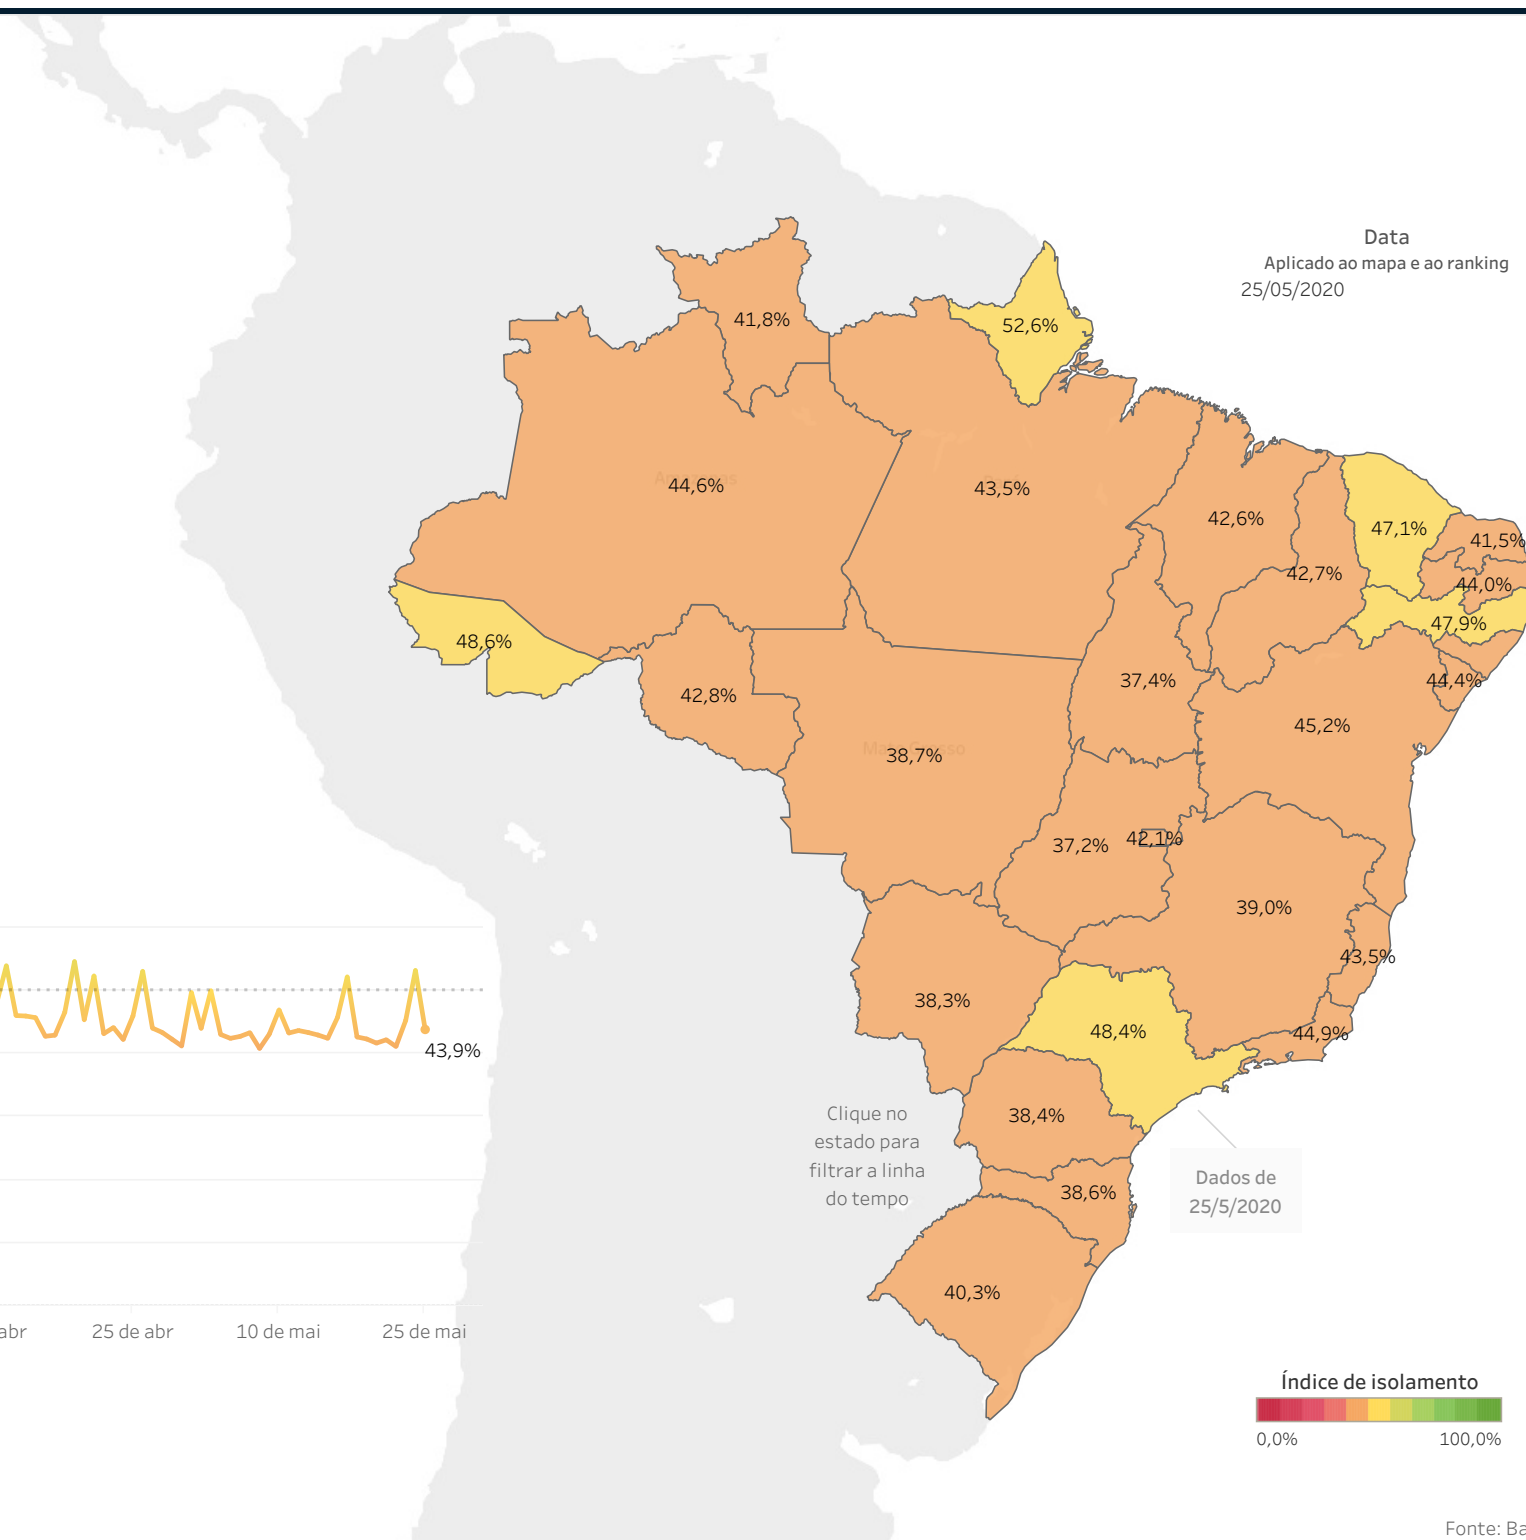 Data
Aplicado ao mapa e ao ranking
25/05/2020
41,8%
52,6%
44,6%
43,5%
42,6%
47,1%
41,5%
42,7%
44,0%
47,9%
48,6%
42,8%
37,4%
44,4%
45,2%
Mato Grosso
38,7%
37,2%
42,1%
39,0%
43,5%
38,3%
48,4%
44,9%
43,9%
38,4%
Clique no
estado para
filtrar a linha
do tempo
38,6%
Dados de
25/5/2020
40,3%
abr
25 de abr
10 de mai
25 de mai
Índice de isolamento
0,0%
100,0%
Fonte: Ba